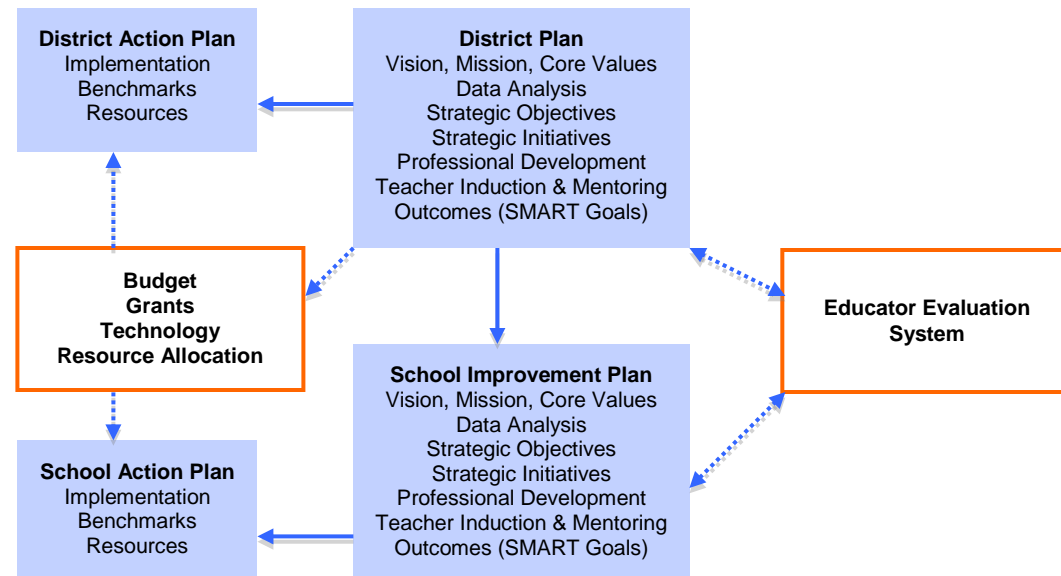 District Action Plan
Implementation
Benchmarks
Resources
District Plan
Vision, Mission, Core Values
Data Analysis
Strategic Objectives
Strategic Initiatives
Professional Development
Teacher Induction & Mentoring
Outcomes (SMART Goals)
Budget
Grants
Technology
Resource Allocation
Educator Evaluation
System
School Improvement Plan
Vision, Mission, Core Values
Data Analysis
Strategic Objectives
Strategic Initiatives
Professional Development
Teacher Induction & Mentoring
Outcomes (SMART Goals)
School Action Plan
Implementation
Benchmarks
Resources